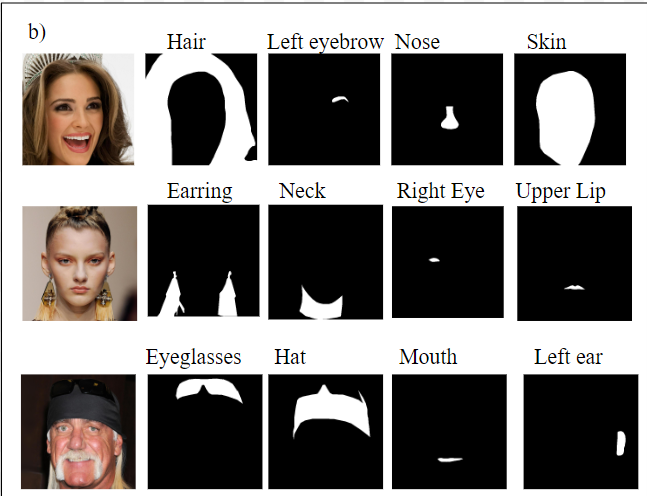 b)
Hair Left eyebrow Nose Skin
Earring Neck Right Eye Upper Lip
Eyeglasses Hat Mouth Left ear